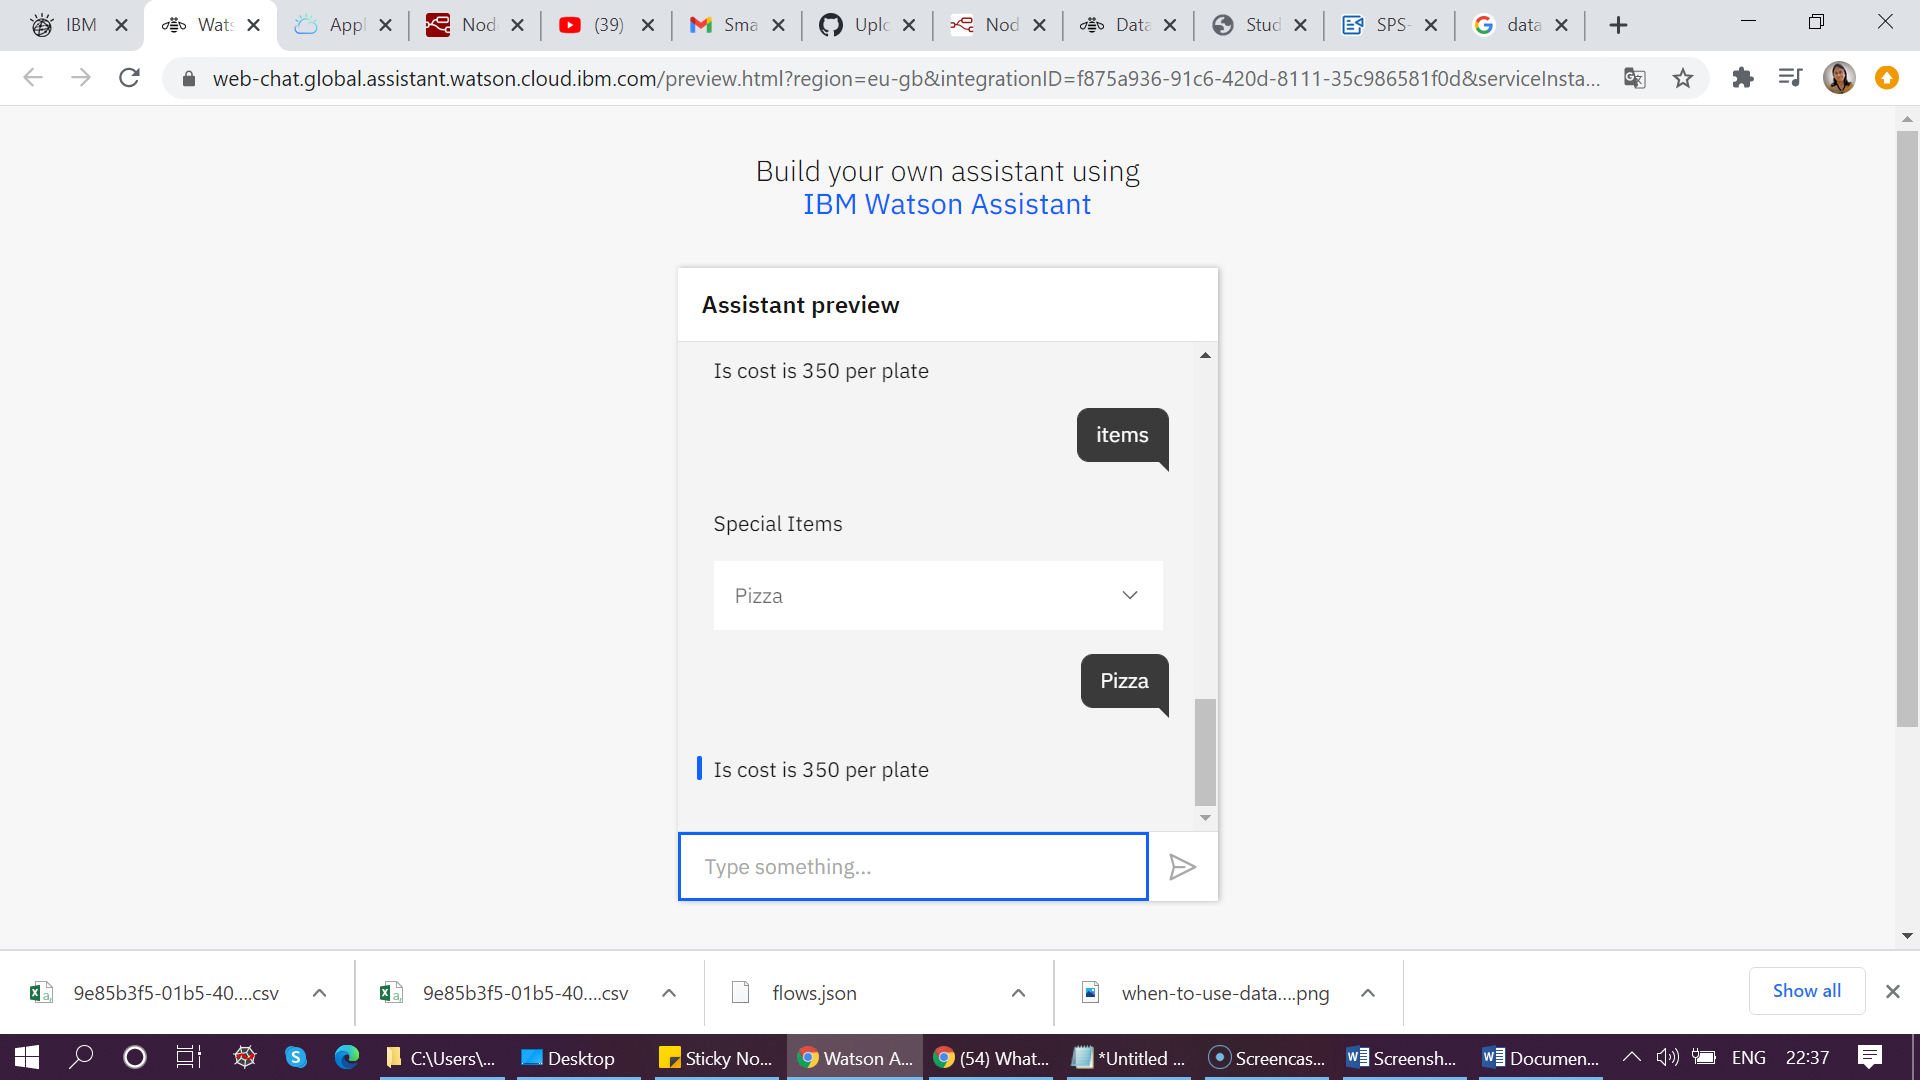 IBM
Wats
Appl
Nod
(39)
Sma
Uplo
Nod
Data
Stud
SPS-
data
web-chat.global.assistant.watson.cloud.ibm.com/preview.html?region=eu-gb&integrationID=f875a936-91c6-420d-8111-35c986581f0d&serviceInsta...
Build your own assistant using
IBM Watson Assistant
Assistant preview
Is cost is 350 per plate
items
Special Items
Pizza
Pizza
Is cost is 350 per plate
Type something...
9e85b3f5-01b5-40....csv
9e85b3f5-01b5-40....csv
flows.json
when-to-use-data....png
Show all
C:\Users\...
Desktop
Sticky No...
Watson A...
(54) What...
*Untitled ...
Screencas...
Screensh...
Documen...
ENG
22:37